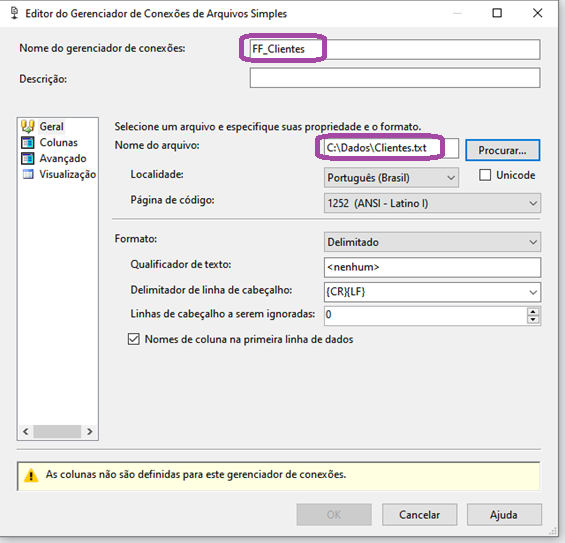 Editor do Gerenciador de Conexões de Arquivos Simples
Nome do gerenciador de conexões: FF_Clientes
Descrição:
Geral
Colunas
Avançado
Visualização
Selecione um arquivo e especifique suas propriedade e o formato.
Nome do arquivo: C:\Dados\Clientes.txt Procurar...
Localidade: Português (Brasil) Unicode
Página de código: 1252 (ANSI - Latino I)
Formato: Delimitado
Qualificador de texto: <nenhum>
Delimitador de linha de cabeçalho: {CR}{LF}
Linhas de cabeçalho a serem ignoradas: 0
Nomes de coluna na primeira linha de dados
As colunas não são definidas para este gerenciador de conexões.
OK Cancelar Ajuda